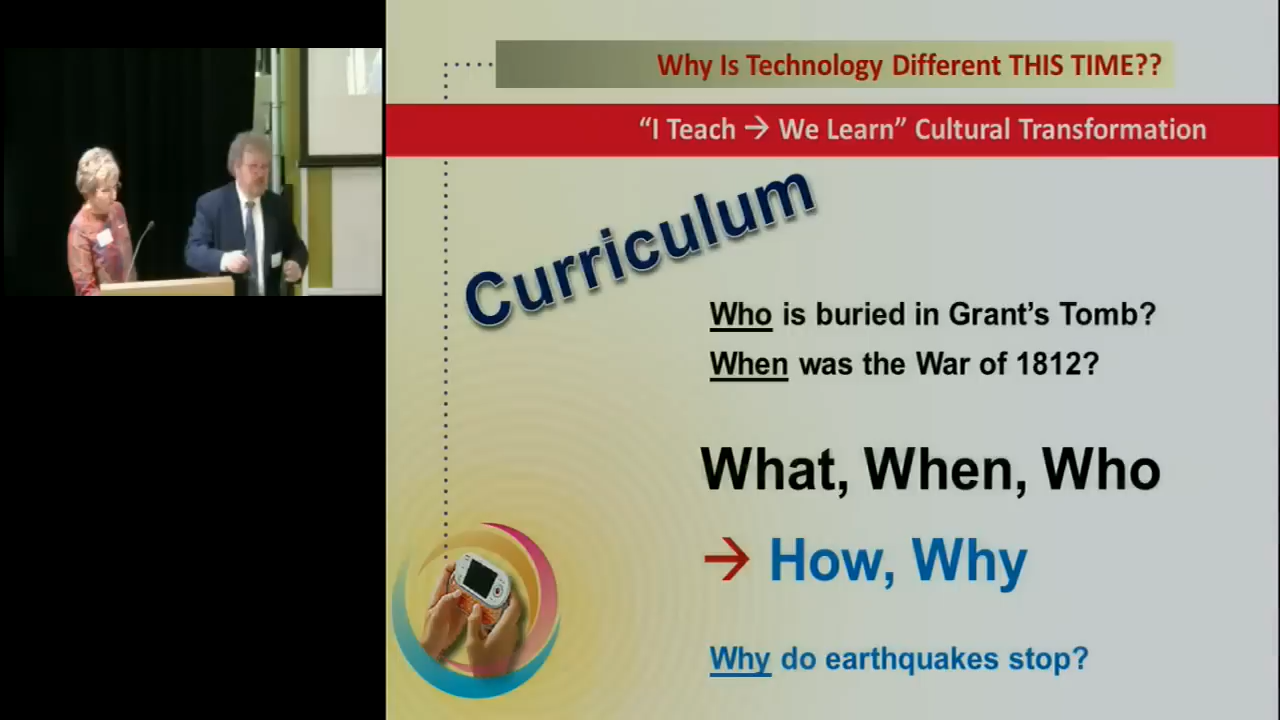 Why Is Technology Different THIS TIME??
“I Teach → We Learn” Cultural Transformation
Curriculum
Who is buried in Grant’s Tomb?
When was the War of 1812?
What, When, Who
→ How, Why
Why do earthquakes stop?